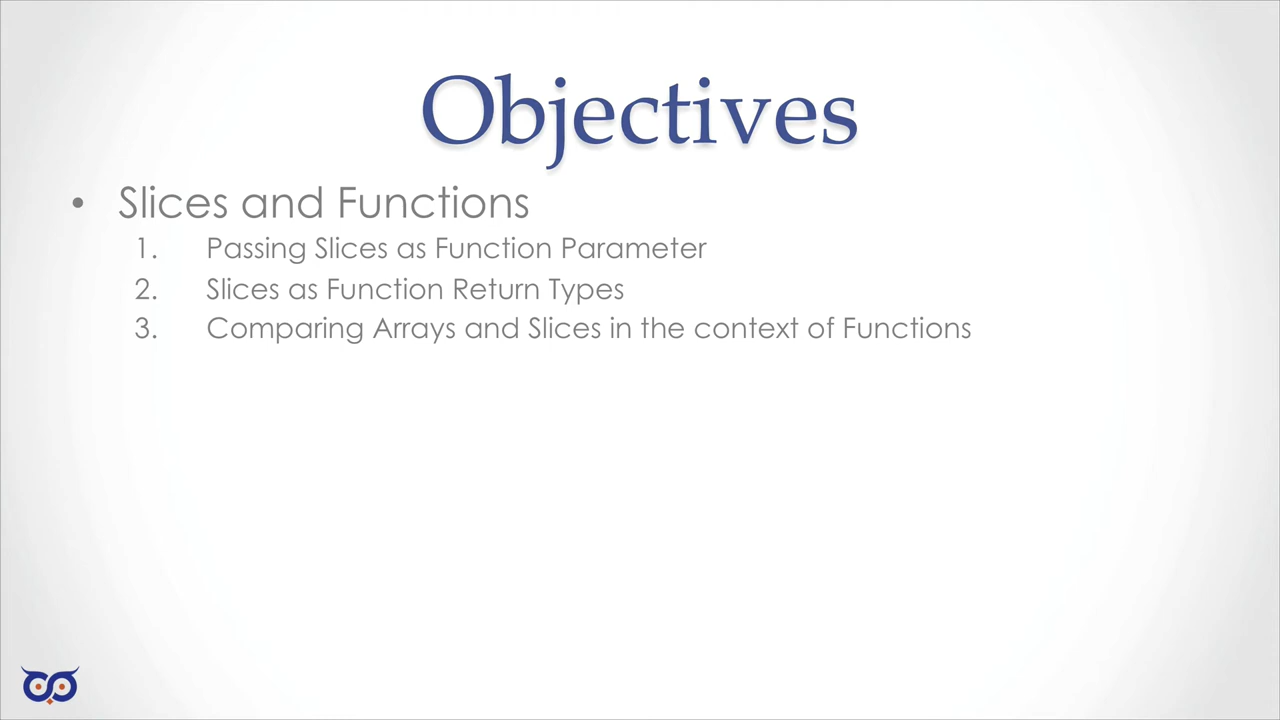 Objectives
• Slices and Functions
1. Passing Slices as Function Parameter
2. Slices as Function Return Types
3. Comparing Arrays and Slices in the context of Functions